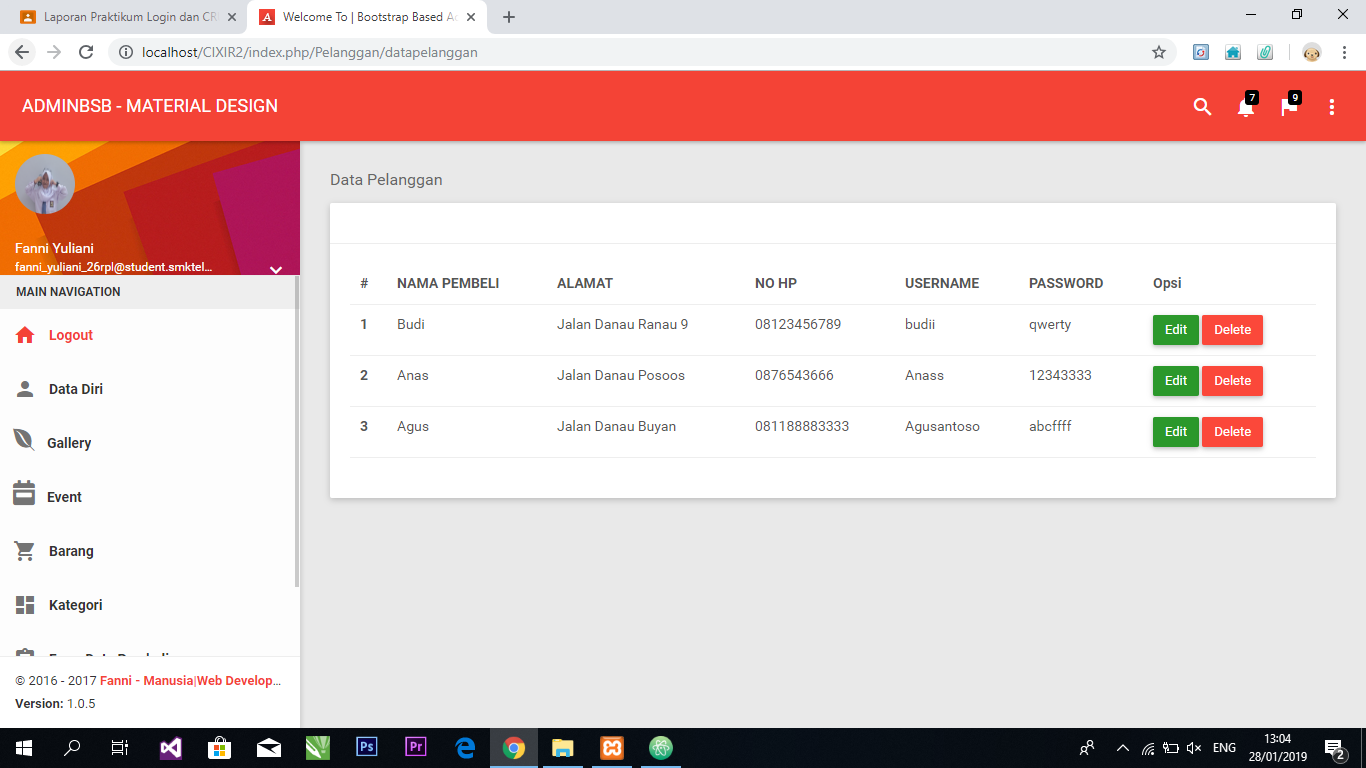 Laporan Praktikum Login dan CR
Welcome To | Bootstrap Based Ad
localhost/CIXIR2/index.php/Pelanggan/datapelanggan
ADMINBSB - MATERIAL DESIGN
7
9
Fanni Yuliani
fanni_yuliani_26rpl@student.smktel...
MAIN NAVIGATION
Logout
Data Diri
Gallery
Event
Barang
Kategori
© 2016 - 2017 Fanni - Manusia|Web Develop...
Version: 1.0.5
Data Pelanggan
# NAMA PEMBELI ALAMAT NO HP USERNAME PASSWORD Opsi
1 Budi Jalan Danau Ranau 9 08123456789 budii qwerty Edit Delete
2 Anas Jalan Danau Posoos 0876543666 Anass 12343333 Edit Delete
3 Agus Jalan Danau Buyan 081188883333 Agusantoso abcffff Edit Delete
Ps
Pr
ENG
13:04
28/01/2019
2